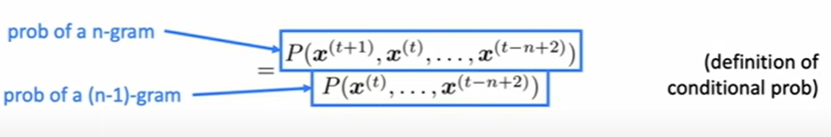 prob of a n-gram
P(x^(t+1), x^(t), ..., x^(t−n+2))
=
(definition of
conditional prob)
prob of a (n-1)-gram
P(x^(t), ..., x^(t−n+2))